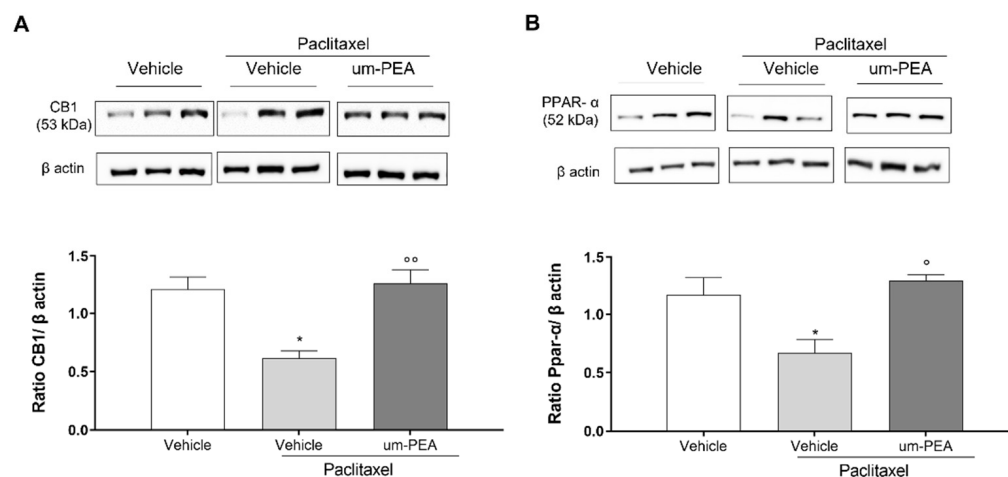 A
Paclitaxel
Vehicle Vehicle um-PEA
CB1
(53 kDa)
β actin
Ratio CB1/ β actin
1.5
1.0
0.5
0.0
°°
*
Vehicle Vehicle um-PEA
Paclitaxel
B
Paclitaxel
Vehicle Vehicle um-PEA
PPAR- α
(52 kDa)
β actin
Ratio Ppar-α/ β actin
1.5
1.0
0.5
0.0
°
*
Vehicle Vehicle um-PEA
Paclitaxel